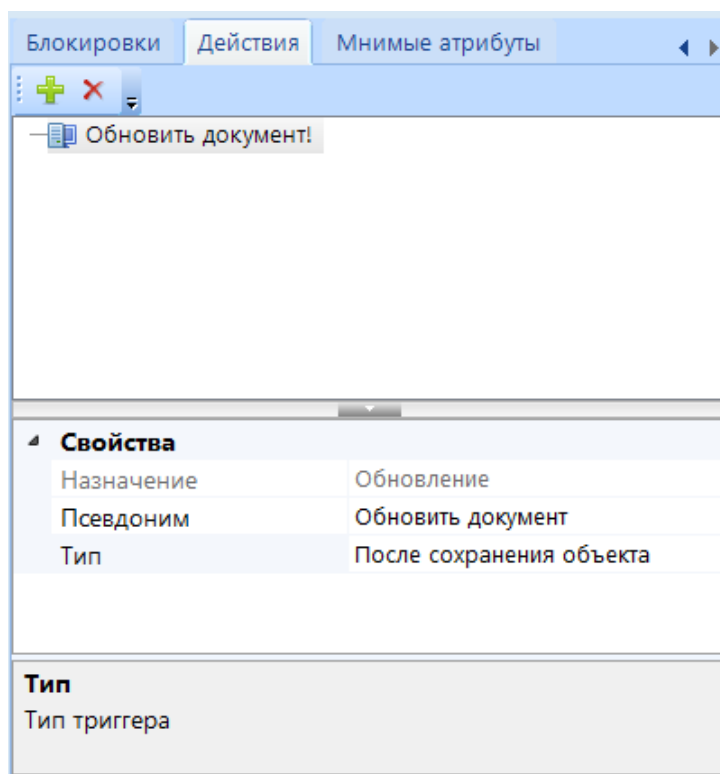 Блокировки Действия Мнимые атрибуты
Обновить документ!
Свойства
Назначение Обновление
Псевдоним Обновить документ
Тип После сохранения объекта
Тип
Тип триггера